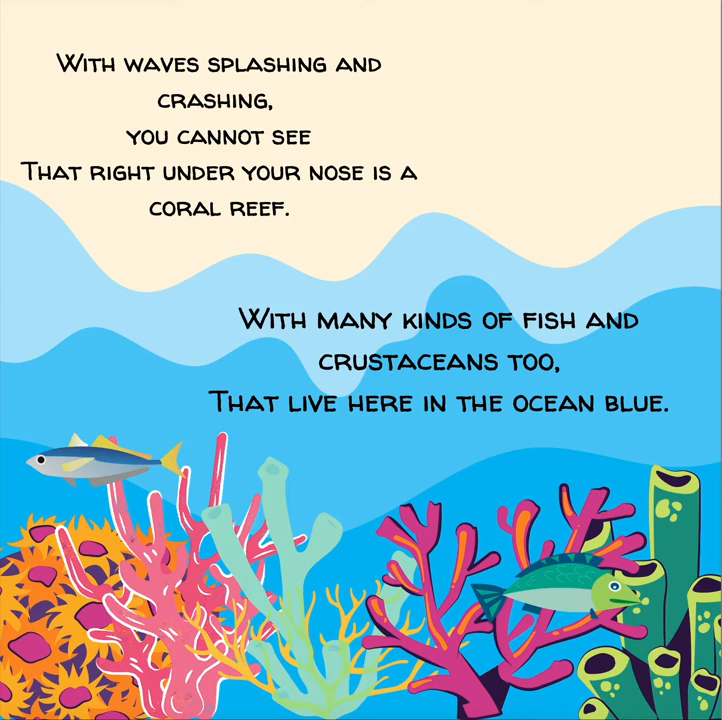 With waves splashing and
crashing,
you cannot see
That right under your nose is a
coral reef.
With many kinds of fish and
crustaceans too,
That live here in the ocean blue.